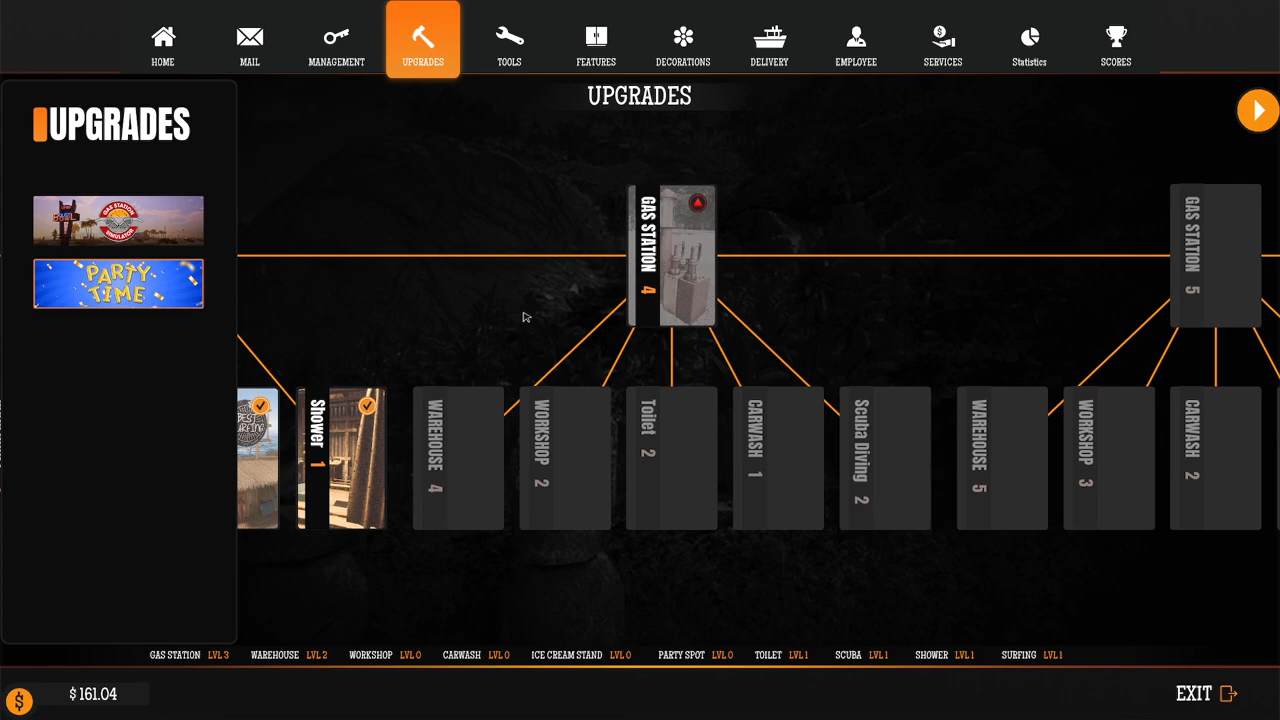 HOME
MAIL
MANAGEMENT
UPGRADES
TOOLS
FEATURES
DECORATIONS
DELIVERY
EMPLOYEE
SERVICES
Statistics
SCORES
UPGRADES
UPGRADES
GAS STATION
SIMULATOR
PARTY
TIME
GAS STATION 4
GAS STATION 5
BEST
SURFING
Shower 1
WAREHOUSE 4
WORKSHOP 2
Toilet 2
CARWASH 1
Scuba Diving 2
WAREHOUSE 5
WORKSHOP 3
CARWASH 2
GAS STATION LVL 3 WAREHOUSE LVL 2 WORKSHOP LVL 0 CARWASH LVL 0 ICE CREAM STAND LVL 0 PARTY SPOT LVL 0 TOILET LVL 1 SCUBA LVL 1 SHOWER LVL 1 SURFING LVL 1
$ 161.04
EXIT